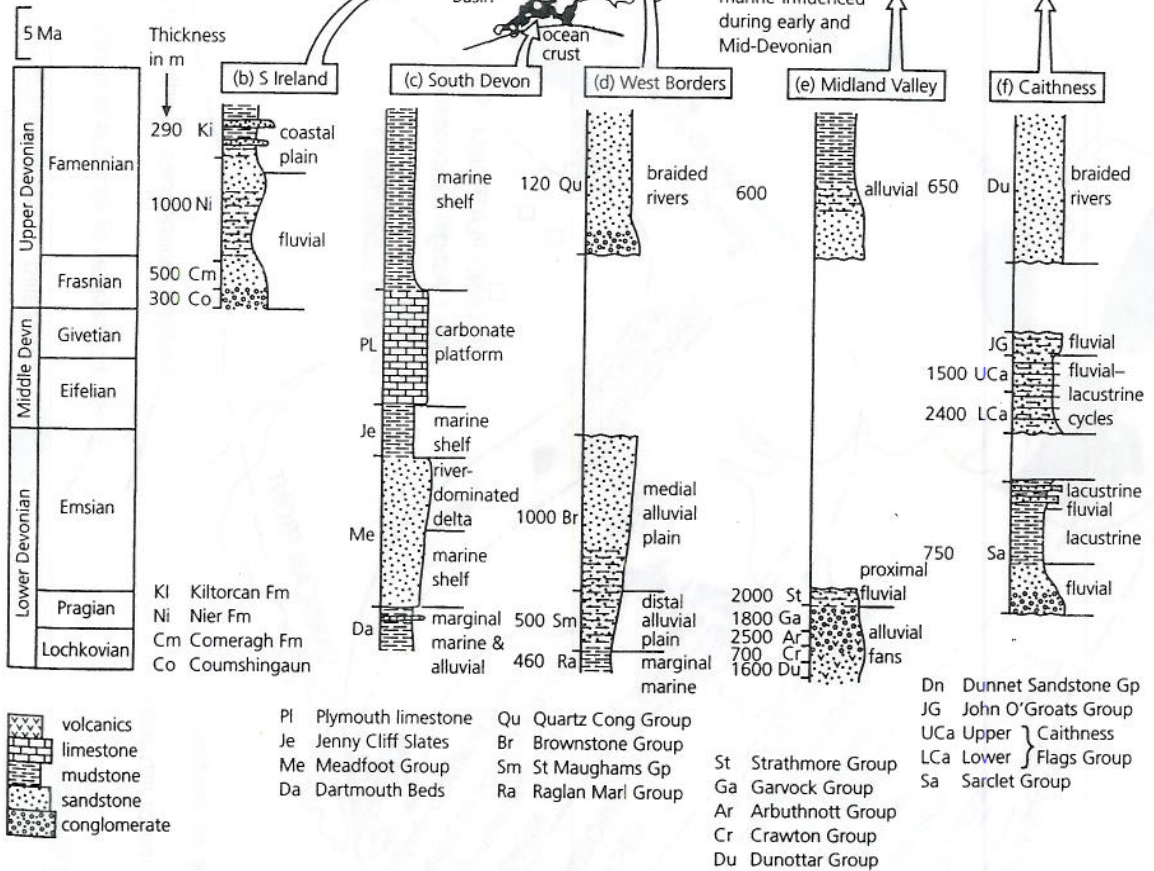 basin
ocean
crust
marine-influenced
during early and
Mid-Devonian
5 Ma
Thickness
in m
(b) S Ireland
(c) South Devon
(d) West Borders
(e) Midland Valley
(f) Caithness
Upper Devonian
Famennian
Frasnian
Middle Devn
Givetian
Eifelian
Lower Devonian
Emsian
Pragian
Lochkovian
290 Ki
coastal
plain
1000 Ni
fluvial
500 Cm
300 Co
marine
shelf
PL
carbonate
platform
Je
marine
shelf
river-
dominated
delta
Me
marine
shelf
Da
marginal
marine &
alluvial
120 Qu
braided
rivers
1000 Br
medial
alluvial
plain
500 Sm
distal
alluvial
plain
460 Ra
marginal
marine
600
alluvial
proximal
fluvial
2000 St
1800 Ga
2500 Ar
700 Cr
1600 Du
alluvial
fans
650 Du
braided
rivers
JG
fluvial
1500 UCa
2400 LCa
fluvial–
lacustrine
cycles
lacustrine
fluvial
lacustrine
750 Sa
fluvial
KI Kiltorcan Fm
Ni Nier Fm
Cm Comeragh Fm
Co Coumshingaun
volcanics
limestone
mudstone
sandstone
conglomerate
Pl Plymouth limestone
Je Jenny Cliff Slates
Me Meadfoot Group
Da Dartmouth Beds
Qu Quartz Cong Group
Br Brownstone Group
Sm St Maughams Gp
Ra Raglan Marl Group
St Strathmore Group
Ga Garvock Group
Ar Arbuthnott Group
Cr Crawton Group
Du Dunottar Group
Dn Dunnet Sandstone Gp
JG John O'Groats Group
UCa Upper } Caithness
LCa Lower } Flags Group
Sa Sarclet Group